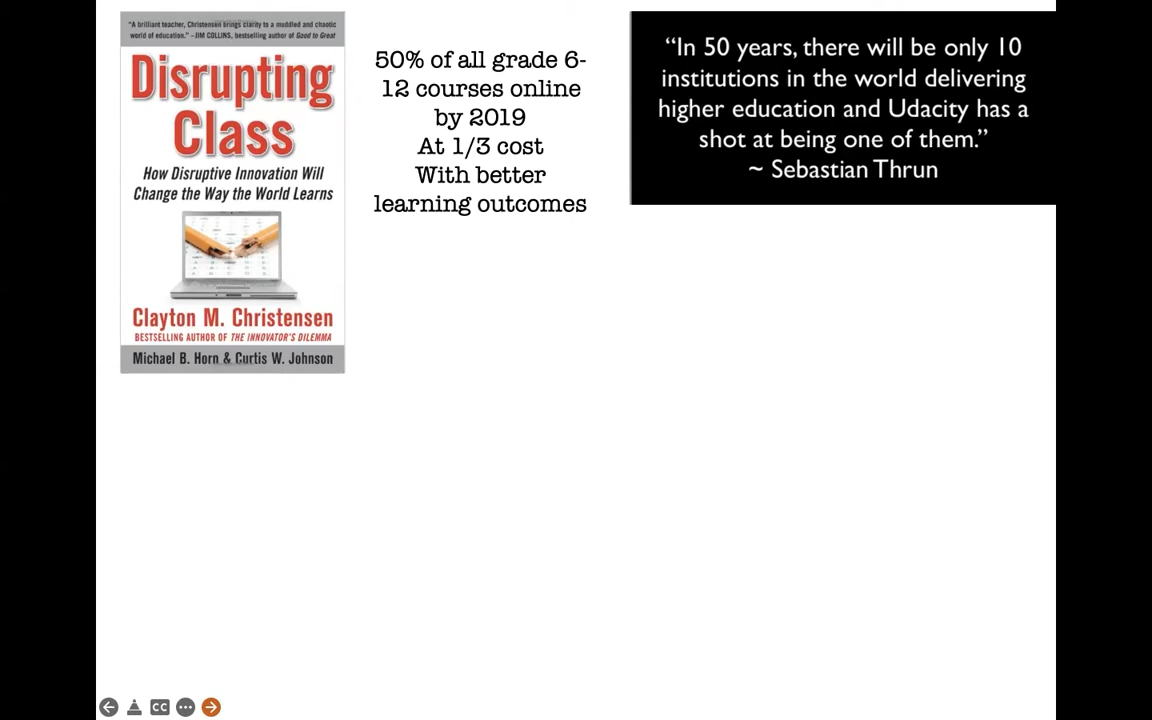 "A brilliant teacher, Christensen brings clarity to a muddled and chaotic
world of education." –JIM COLLINS, bestselling author of Good to Great
Disrupting
Class
How Disruptive Innovation Will
Change the Way the World Learns
Clayton M. Christensen
BESTSELLING AUTHOR OF THE INNOVATOR'S DILEMMA
Michael B. Horn & Curtis W. Johnson
50% of all grade 6-
12 courses online
by 2019
At 1/3 cost
With better
learning outcomes
“In 50 years, there will be only 10
institutions in the world delivering
higher education and Udacity has a
shot at being one of them.”
~ Sebastian Thrun
CC